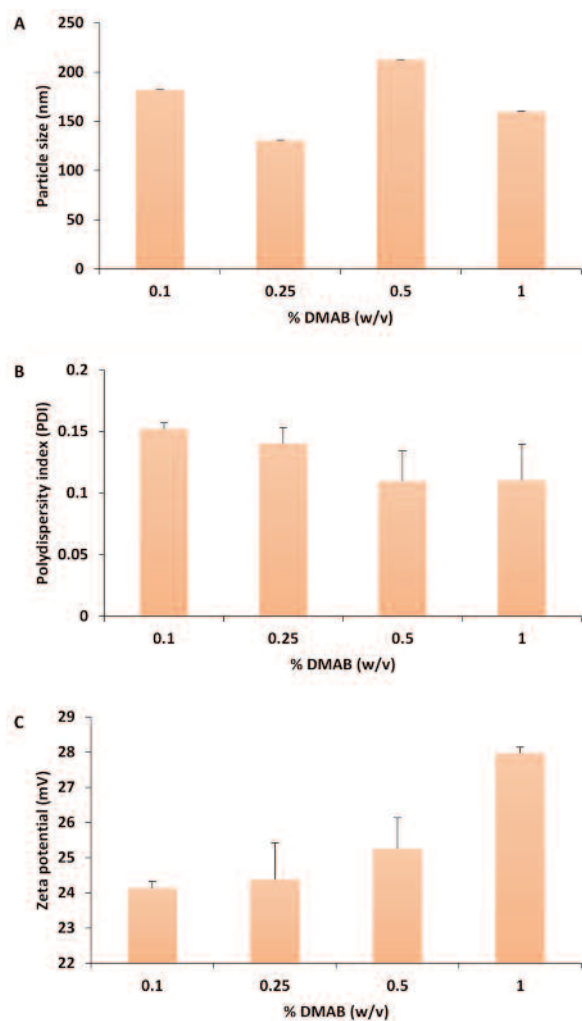 A
Particle size (nm)
250
200
150
100
50
0
0.1 0.25 0.5 1
% DMAB (w/v)
B
Polydispersity index (PDI)
0.2
0.15
0.1
0.05
0
0.1 0.25 0.5 1
% DMAB (w/v)
C
Zeta potential (mV)
29
28
27
26
25
24
23
22
0.1 0.25 0.5 1
% DMAB (w/v)